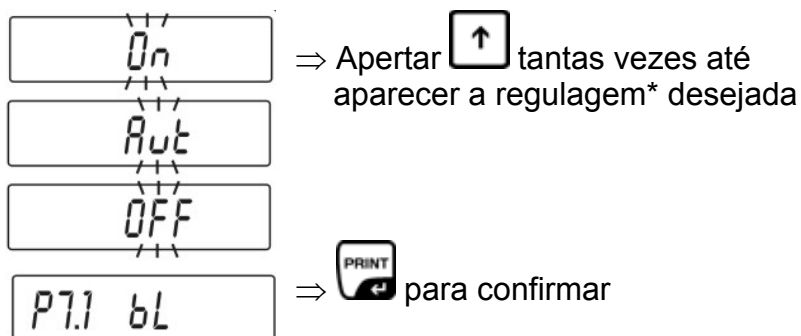 On
⇒ Apertar ↑ tantas vezes até
aparecer a regulagem* desejada
Aut
OFF
P7.1 bL
⇒ PRINT ↵ para confirmar